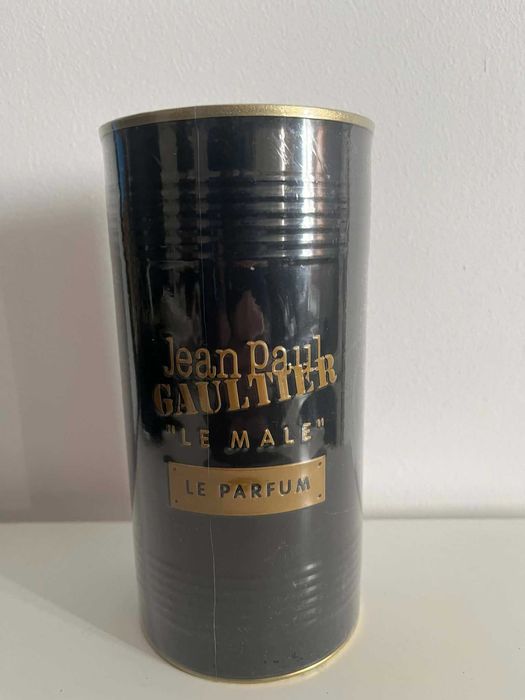 Jean Paul
GAULTIER
"LE MALE"
LE PARFUM